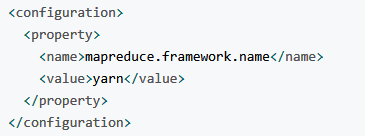 <configuration>
  <property>
    <name>mapreduce.framework.name</name>
    <value>yarn</value>
  </property>
</configuration>